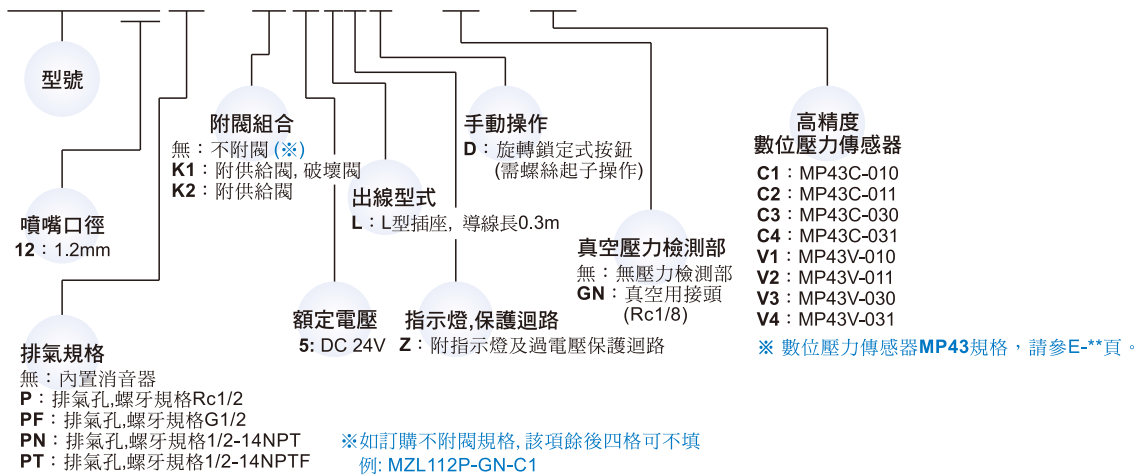 型號
噴嘴口徑
12：1.2mm
排氣規格
無：內置消音器
P：排氣孔,螺牙規格Rc1/2
PF：排氣孔,螺牙規格G1/2
PN：排氣孔,螺牙規格1/2-14NPT
PT：排氣孔,螺牙規格1/2-14NPTF
附閥組合
無：不附閥 (※)
K1：附供給閥, 破壞閥
K2：附供給閥
額定電壓
5: DC 24V
出線型式
L：L型插座, 導線長0.3m
指示燈,保護迴路
Z：附指示燈及過電壓保護迴路
手動操作
D：旋轉鎖定式按鈕
(需螺絲起子操作)
真空壓力檢測部
無：無壓力檢測部
GN：真空用接頭
(Rc1/8)
高精度
數位壓力傳感器
C1：MP43C-010
C2：MP43C-011
C3：MP43C-030
C4：MP43C-031
V1：MP43V-010
V2：MP43V-011
V3：MP43V-030
V4：MP43V-031
※ 數位壓力傳感器MP43規格，請參E-**頁。
※如訂購不附閥規格, 該項餘後四格可不填
例: MZL112P-GN-C1